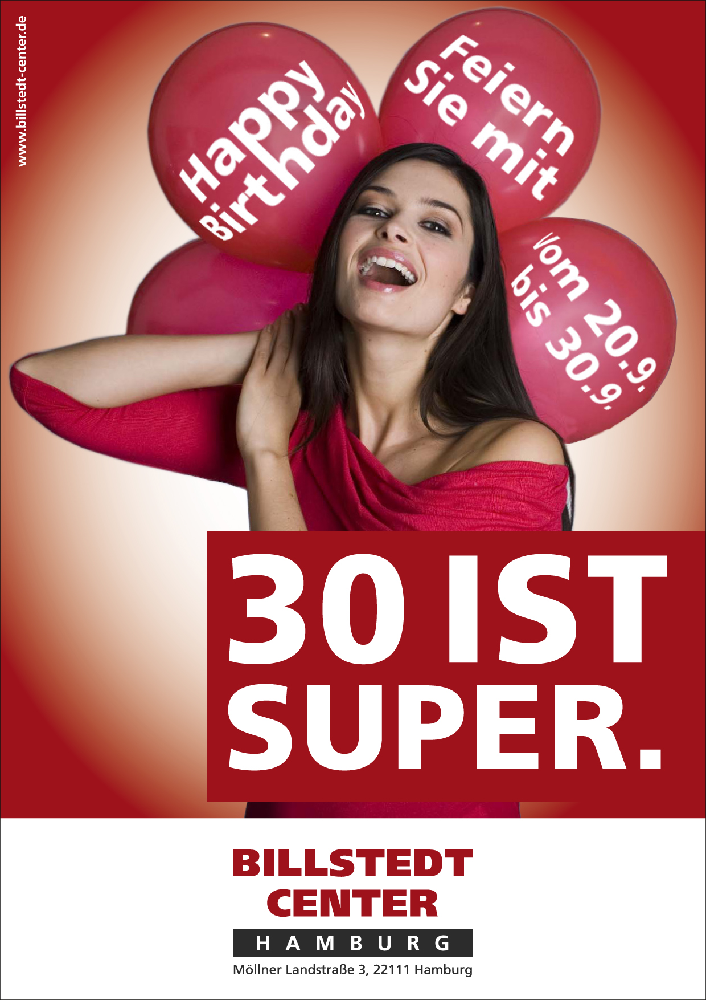 www.billstedt-center.de
Happy
Birthday
Feiern
Sie mit
Vom 20.9.
bis 30.9.
30 IST
SUPER.
BILLSTEDT
CENTER
HAMBURG
Möllner Landstraße 3, 22111 Hamburg